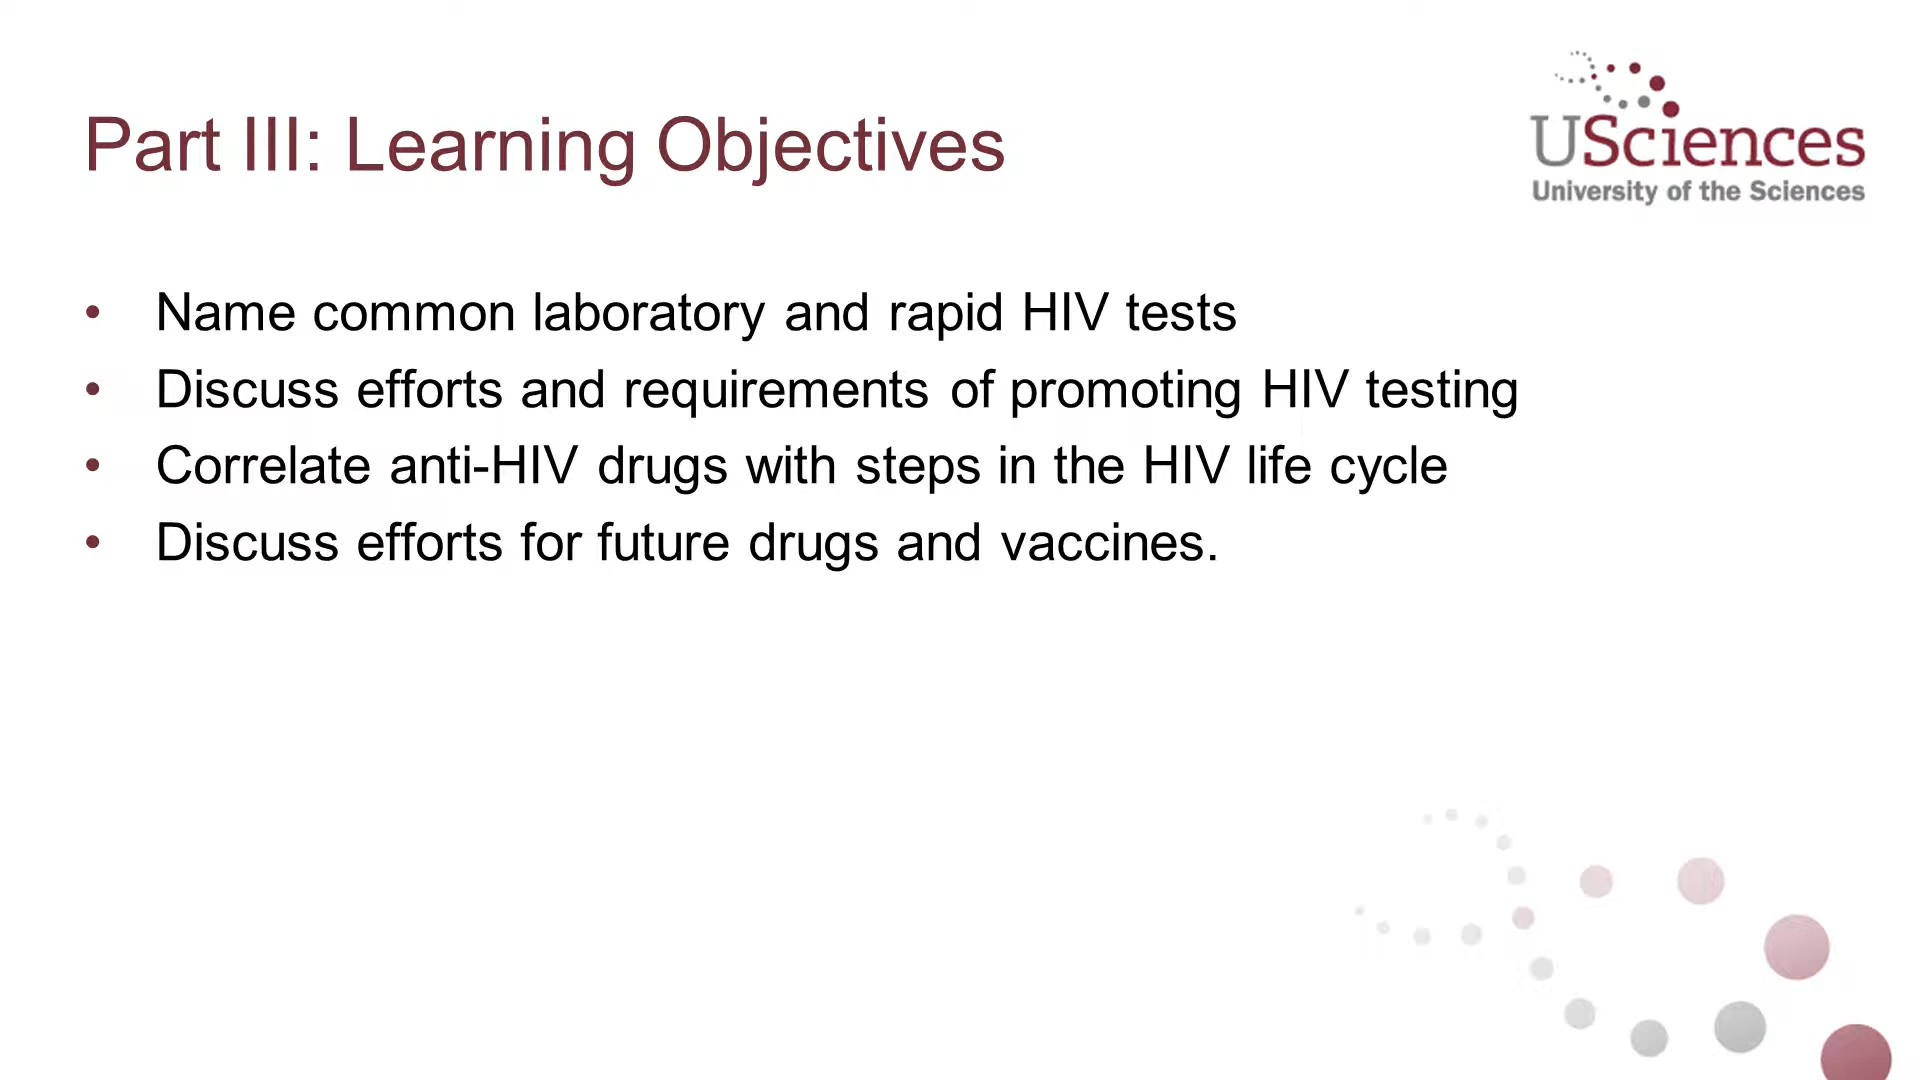 Part III: Learning Objectives
USciences
University of the Sciences
• Name common laboratory and rapid HIV tests
• Discuss efforts and requirements of promoting HIV testing
• Correlate anti-HIV drugs with steps in the HIV life cycle
• Discuss efforts for future drugs and vaccines.